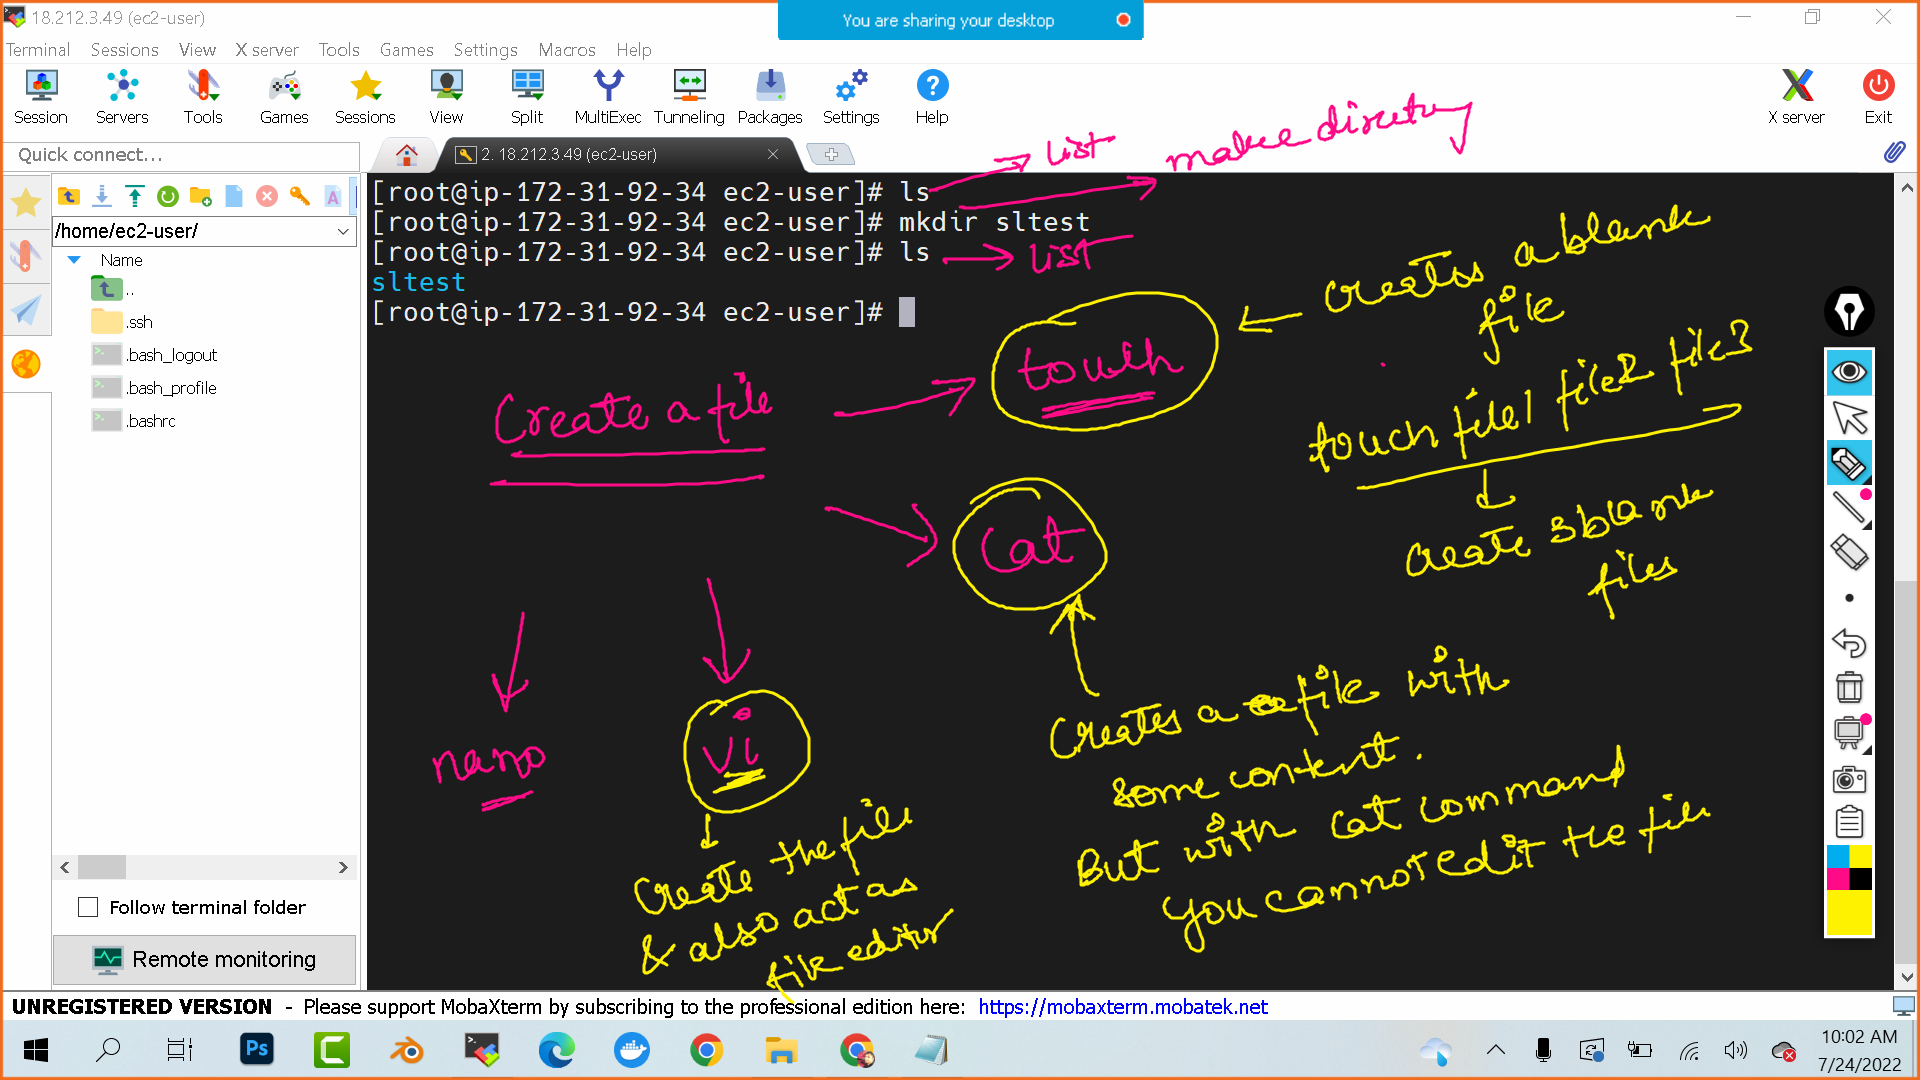 18.212.3.49 (ec2-user)
You are sharing your desktop
Terminal Sessions View X server Tools Games Settings Macros Help
Session Servers Tools Games Sessions View Split MultiExec Tunneling Packages Settings Help X server Exit
Quick connect...
2. 18.212.3.49 (ec2-user)
List
make directory
/home/ec2-user/
Name
..
.ssh
.bash_logout
.bash_profile
.bashrc
[root@ip-172-31-92-34 ec2-user]# ls
[root@ip-172-31-92-34 ec2-user]# mkdir sltest
[root@ip-172-31-92-34 ec2-user]# ls
List
sltest
[root@ip-172-31-92-34 ec2-user]#
Create a file
touch
creates a blank
file
touch file1 file2 file3
create 3 blank
files
cat
Creates a file with
some content.
But with cat command
you cannot edit the file
vi
Create the file
& also act as
file editor
nano
Follow terminal folder
Remote monitoring
UNREGISTERED VERSION - Please support MobaXterm by subscribing to the professional edition here: https://mobaxterm.mobatek.net
Ps
10:02 AM
7/24/2022